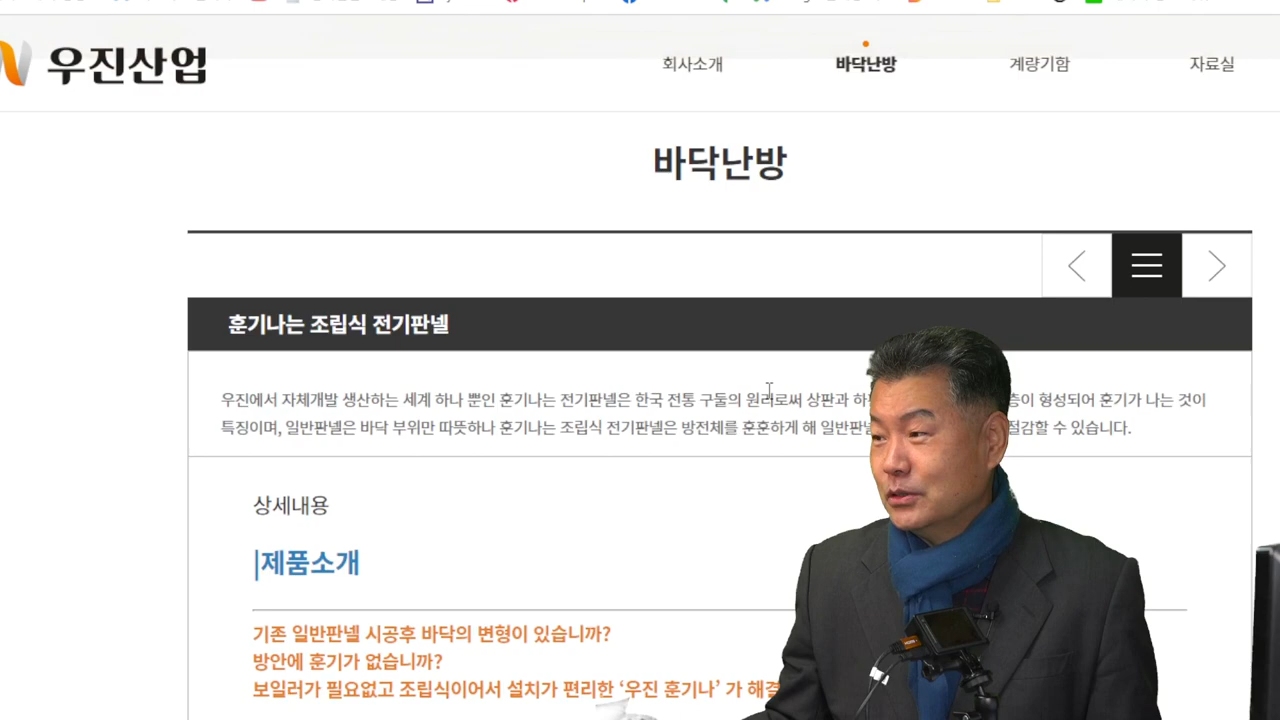 우진산업
회사소개 바닥난방 계량기함 자료실
바닥난방
훈기나는 조립식 전기판넬
우진에서 자체개발 생산하는 세계 하나 뿐인 훈기나는 전기판넬은 한국 전통 구둘의 원리로써 상판과 층이 형성되어 훈기가 나는 것이
특징이며, 일반판넬은 바닥 부위만 따뜻하나 훈기나는 조립식 전기판넬은 방전체를 훈훈하게 해 절감할 수 있습니다.
상세내용
|제품소개
기존 일반판넬 시공후 바닥의 변형이 있습니까?
방안에 훈기가 없습니까?
보일러가 필요없고 조립식이어서 설치가 편리한 ‘우진 훈기나’ 가